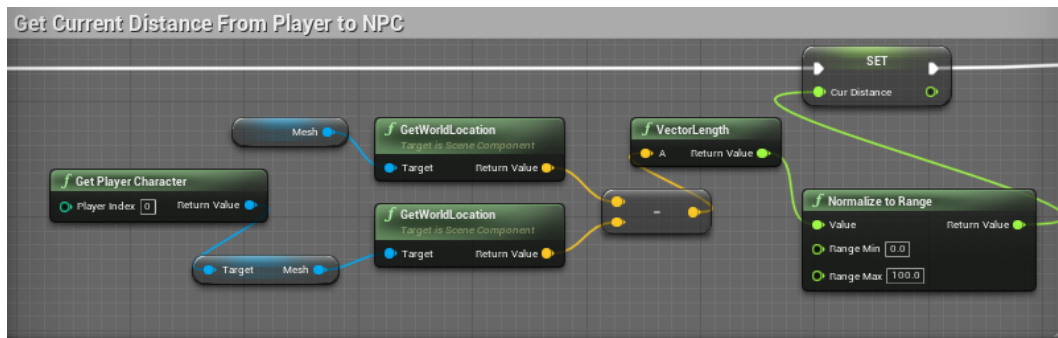 Get Current Distance From Player to NPC
SET
Cur Distance
Mesh
f GetWorldLocation
Target is Scene Component
Target Return Value
f VectorLength
A Return Value
f Get Player Character
Player Index 0 Return Value
f GetWorldLocation
Target is Scene Component
Target Return Value
-
Target Mesh
f Normalize to Range
Value Return Value
Range Min 0.0
Range Max 100.0